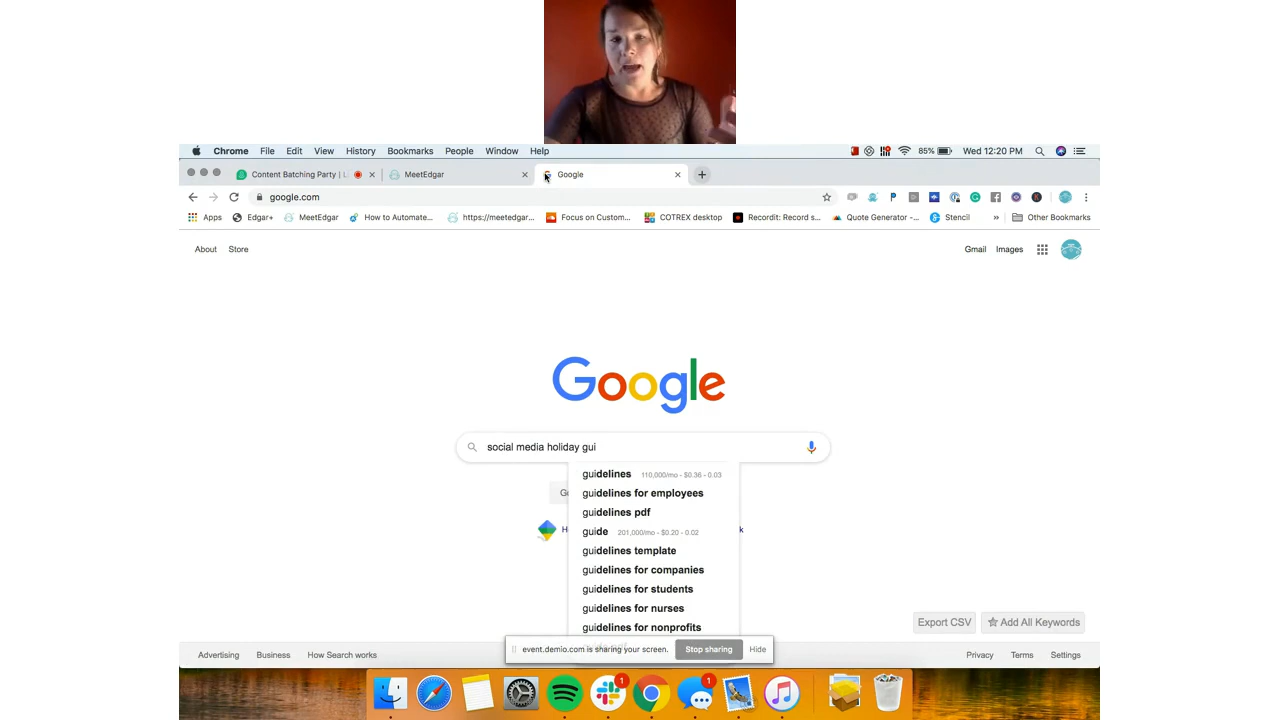 Chrome File Edit View History Bookmarks People Window Help 85% Wed 12:20 PM
Content Batching Party | L MeetEdgar Google
google.com
Apps Edgar+ MeetEdgar How to Automate... https://meetedgar... Focus on Custom... COTREX desktop Recordit: Record s... Quote Generator -... Stencil » Other Bookmarks
About Store Gmail Images
Google
social media holiday gui
guidelines 110,000/mo - $0.36 - 0.03
guidelines for employees
guidelines pdf
guide 201,000/mo - $0.20 - 0.02
guidelines template
guidelines for companies
guidelines for students
guidelines for nurses
guidelines for nonprofits
Export CSV Add All Keywords
event.demio.com is sharing your screen. Stop sharing Hide
Advertising Business How Search works Privacy Terms Settings
1 1